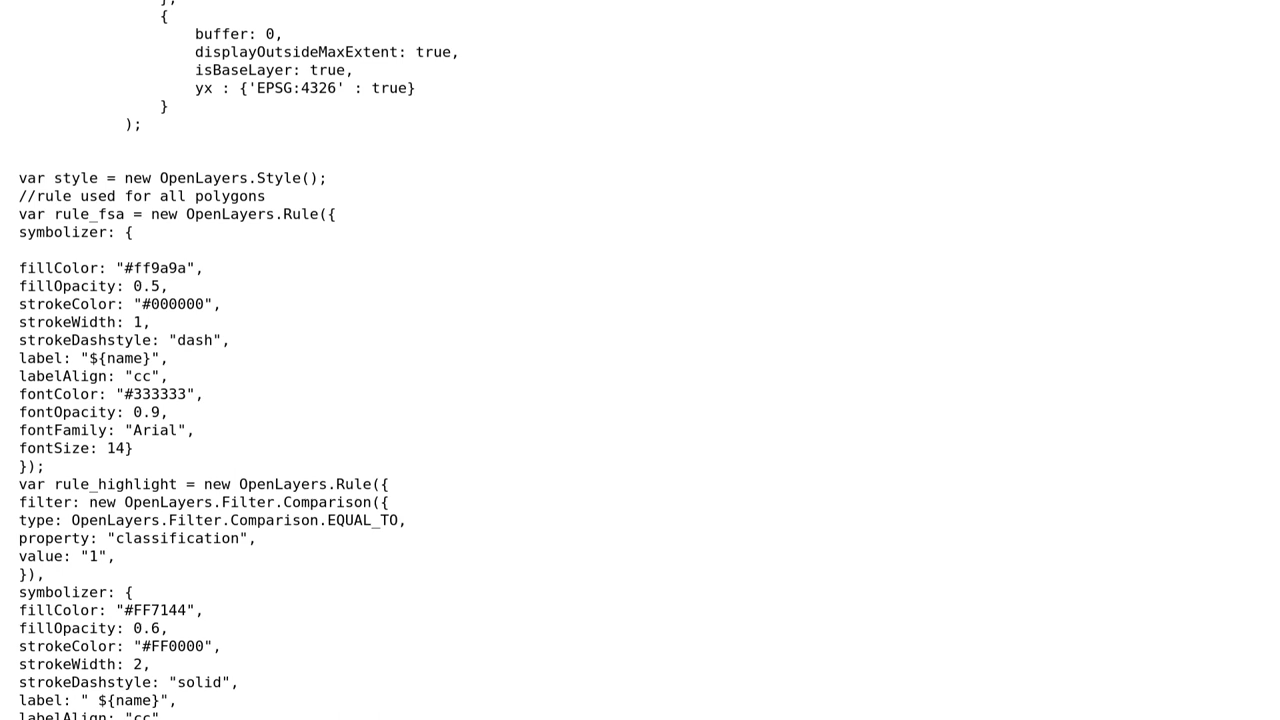 },
{
buffer: 0,
displayOutsideMaxExtent: true,
isBaseLayer: true,
yx : {'EPSG:4326' : true}
}
);
var style = new OpenLayers.Style();
//rule used for all polygons
var rule_fsa = new OpenLayers.Rule({
symbolizer: {
fillColor: "#ff9a9a",
fillOpacity: 0.5,
strokeColor: "#000000",
strokeWidth: 1,
strokeDashstyle: "dash",
label: "${name}",
labelAlign: "cc",
fontColor: "#333333",
fontOpacity: 0.9,
fontFamily: "Arial",
fontSize: 14}
});
var rule_highlight = new OpenLayers.Rule({
filter: new OpenLayers.Filter.Comparison({
type: OpenLayers.Filter.Comparison.EQUAL_TO,
property: "classification",
value: "1",
}),
symbolizer: {
fillColor: "#FF7144",
fillOpacity: 0.6,
strokeColor: "#FF0000",
strokeWidth: 2,
strokeDashstyle: "solid",
label: " ${name}",
labelAlign: "cc"